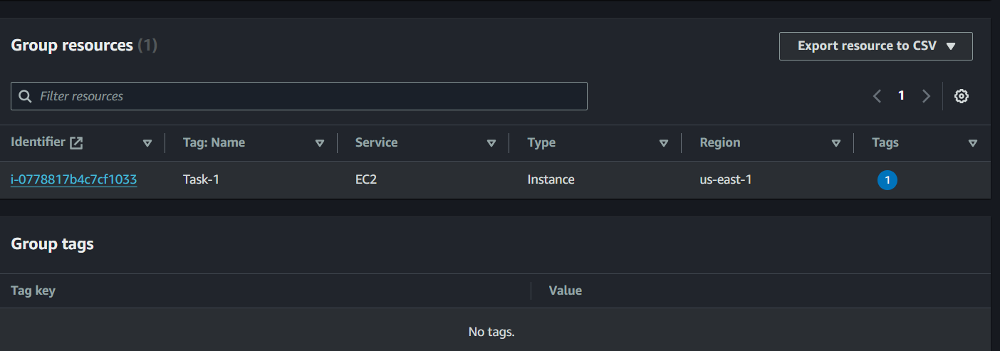 Group resources (1)
Export resource to CSV
Filter resources
1
Identifier Tag: Name Service Type Region Tags
i-0778817b4c7cf1033 Task-1 EC2 Instance us-east-1 1
Group tags
Tag key Value
No tags.